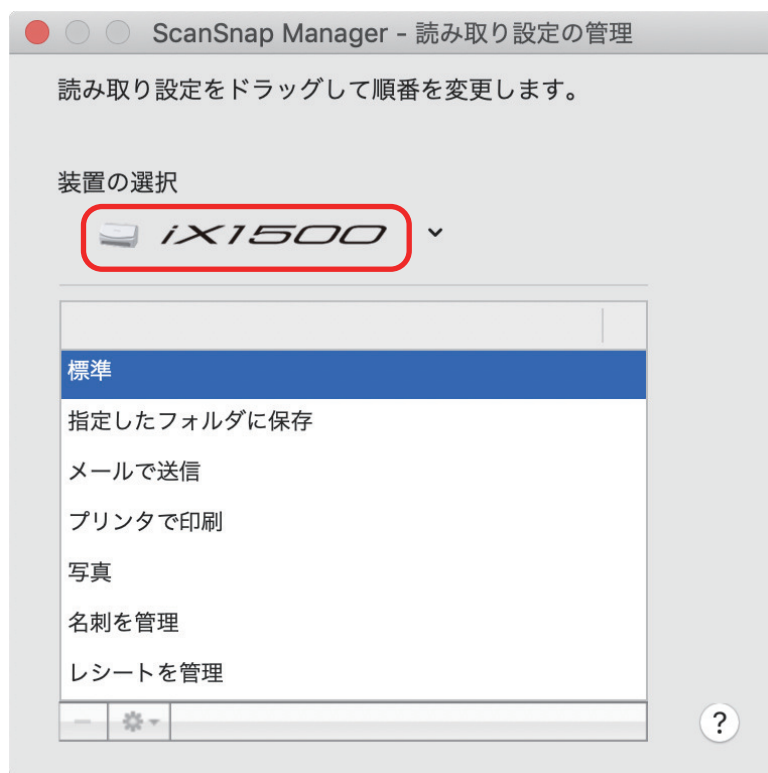 ScanSnap Manager - 読み取り設定の管理
読み取り設定をドラッグして順番を変更します。
装置の選択
iX1500
標準
指定したフォルダに保存
メールで送信
プリンタで印刷
写真
名刺を管理
レシートを管理
?